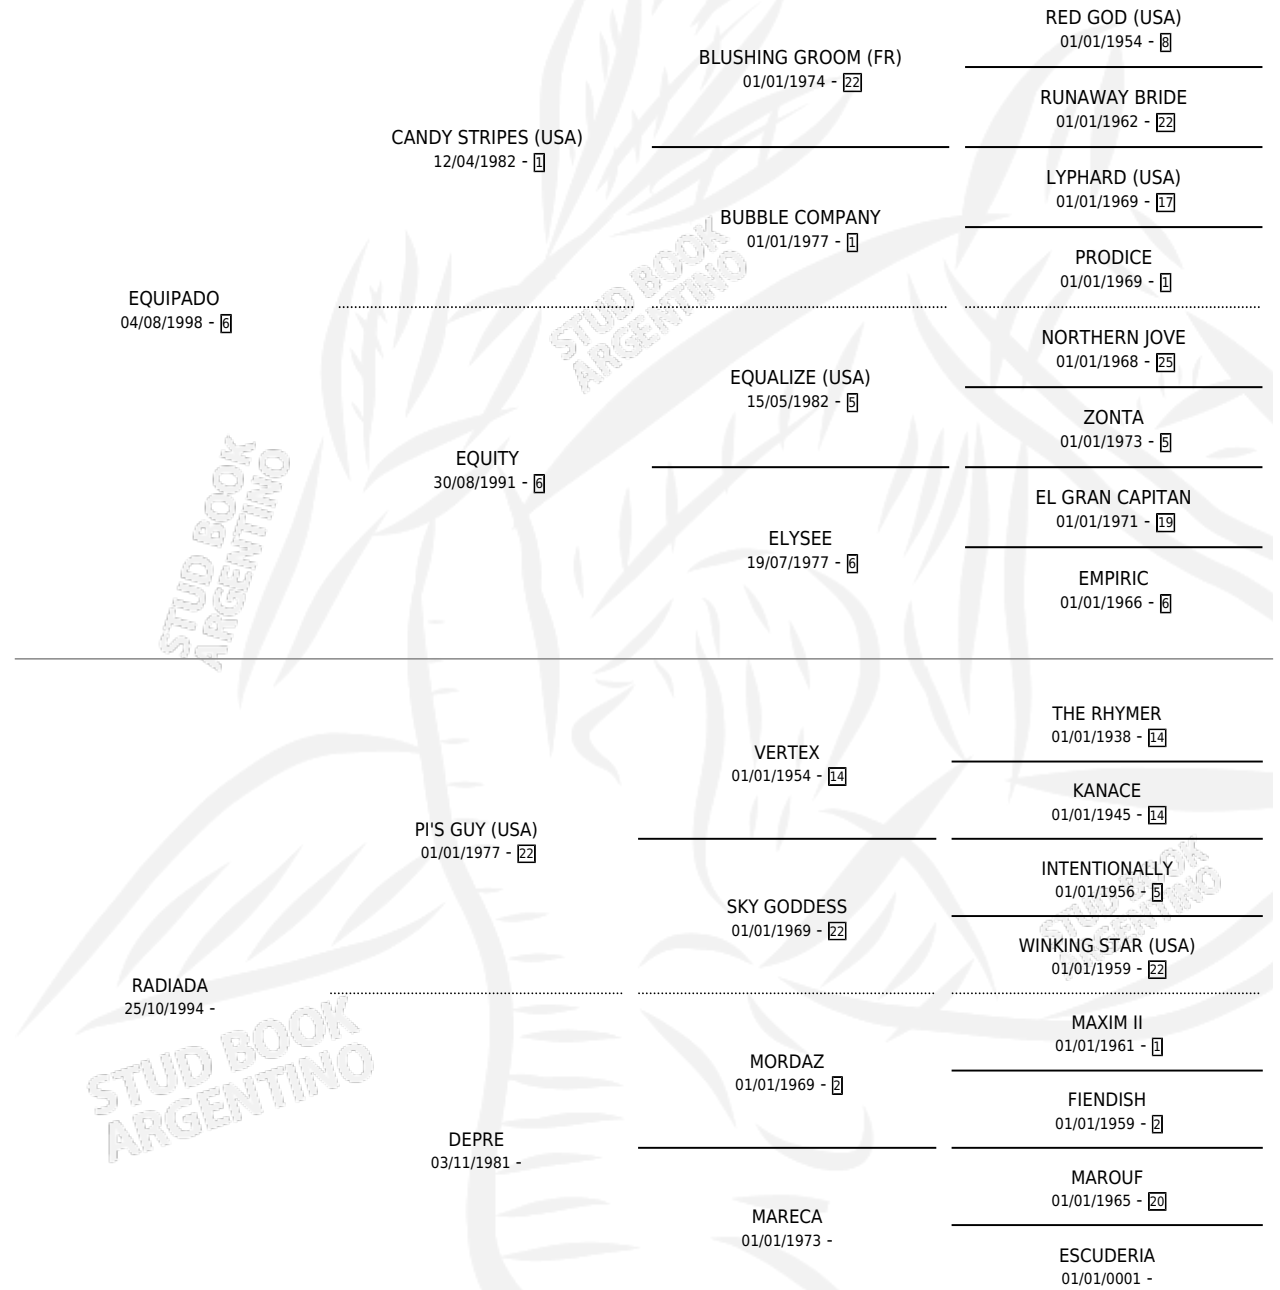 RED GOD (USA)
01/01/1954 - 8
BLUSHING GROOM (FR)
01/01/1974 - 22
RUNAWAY BRIDE
01/01/1962 - 22
CANDY STRIPES (USA)
12/04/1982 - 1
LYPHARD (USA)
01/01/1969 - 17
BUBBLE COMPANY
01/01/1977 - 1
PRODICE
01/01/1969 - 1
EQUIPADO
04/08/1998 - 6
STUD BOOK
ARGENTINO
NORTHERN JOVE
01/01/1968 - 25
EQUALIZE (USA)
15/05/1982 - 5
ZONTA
01/01/1973 - 5
EQUITY
30/08/1991 - 6
EL GRAN CAPITAN
01/01/1971 - 19
ELYSEE
19/07/1977 - 6
EMPIRIC
01/01/1966 - 6
STUD BOOK
ARGENTINO
THE RHYMER
01/01/1938 - 14
VERTEX
01/01/1954 - 14
KANACE
01/01/1945 - 14
PI'S GUY (USA)
01/01/1977 - 22
INTENTIONALLY
01/01/1956 - 5
SKY GODDESS
01/01/1969 - 22
STUD BOOK
ARGENTINO
WINKING STAR (USA)
01/01/1959 - 22
RADIADA
25/10/1994 -
MAXIM II
01/01/1961 - 1
MORDAZ
01/01/1969 - 2
STUD BOOK
ARGENTINO
FIENDISH
01/01/1959 - 2
DEPRE
03/11/1981 -
MAROUF
01/01/1965 - 20
MARECA
01/01/1973 -
ESCUDERIA
01/01/0001 -